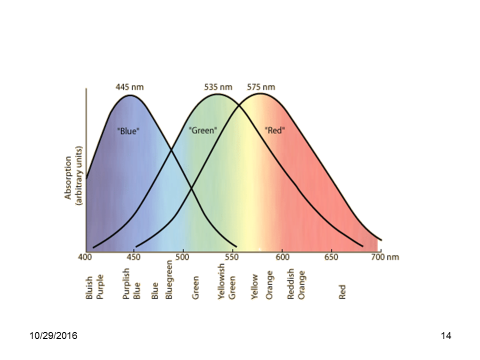 445 nm
535 nm
575 nm
"Blue"
"Green"
"Red"
Absorption
(arbitrary units)
400
450
500
550
600
650
700 nm
Bluish
Purple
Purplish
Blue
Blue
Bluegreen
Green
Yellowish
Green
Yellow
Orange
Reddish
Orange
Red
10/29/2016
14